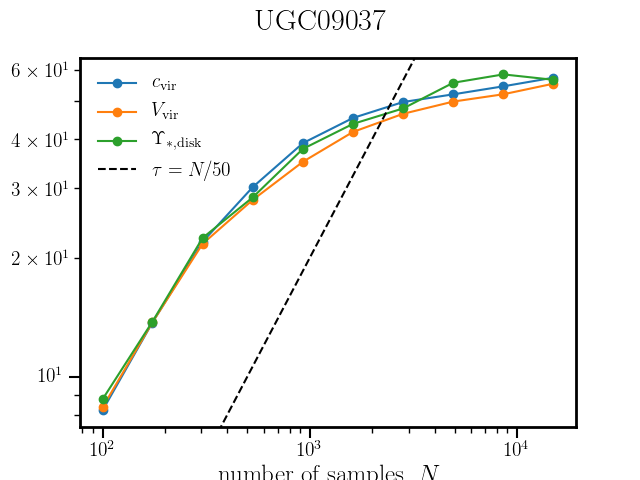 UGC09037
6 × 10¹
4 × 10¹
3 × 10¹
2 × 10¹
10¹
c_vir
V_vir
Υ_*,disk
τ = N/50
10² 10³ 10⁴
number of samples, N